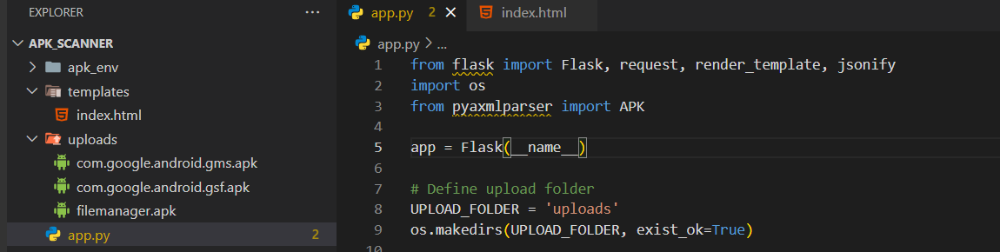 EXPLORER
APK_SCANNER
apk_env
templates
index.html
uploads
com.google.android.gms.apk
com.google.android.gsf.apk
filemanager.apk
app.py 2
app.py 2
index.html
app.py > ...
1 from flask import Flask, request, render_template, jsonify
2 import os
3 from pyaxmlparser import APK
4
5 app = Flask(__name__)
6
7 # Define upload folder
8 UPLOAD_FOLDER = 'uploads'
9 os.makedirs(UPLOAD_FOLDER, exist_ok=True)
10